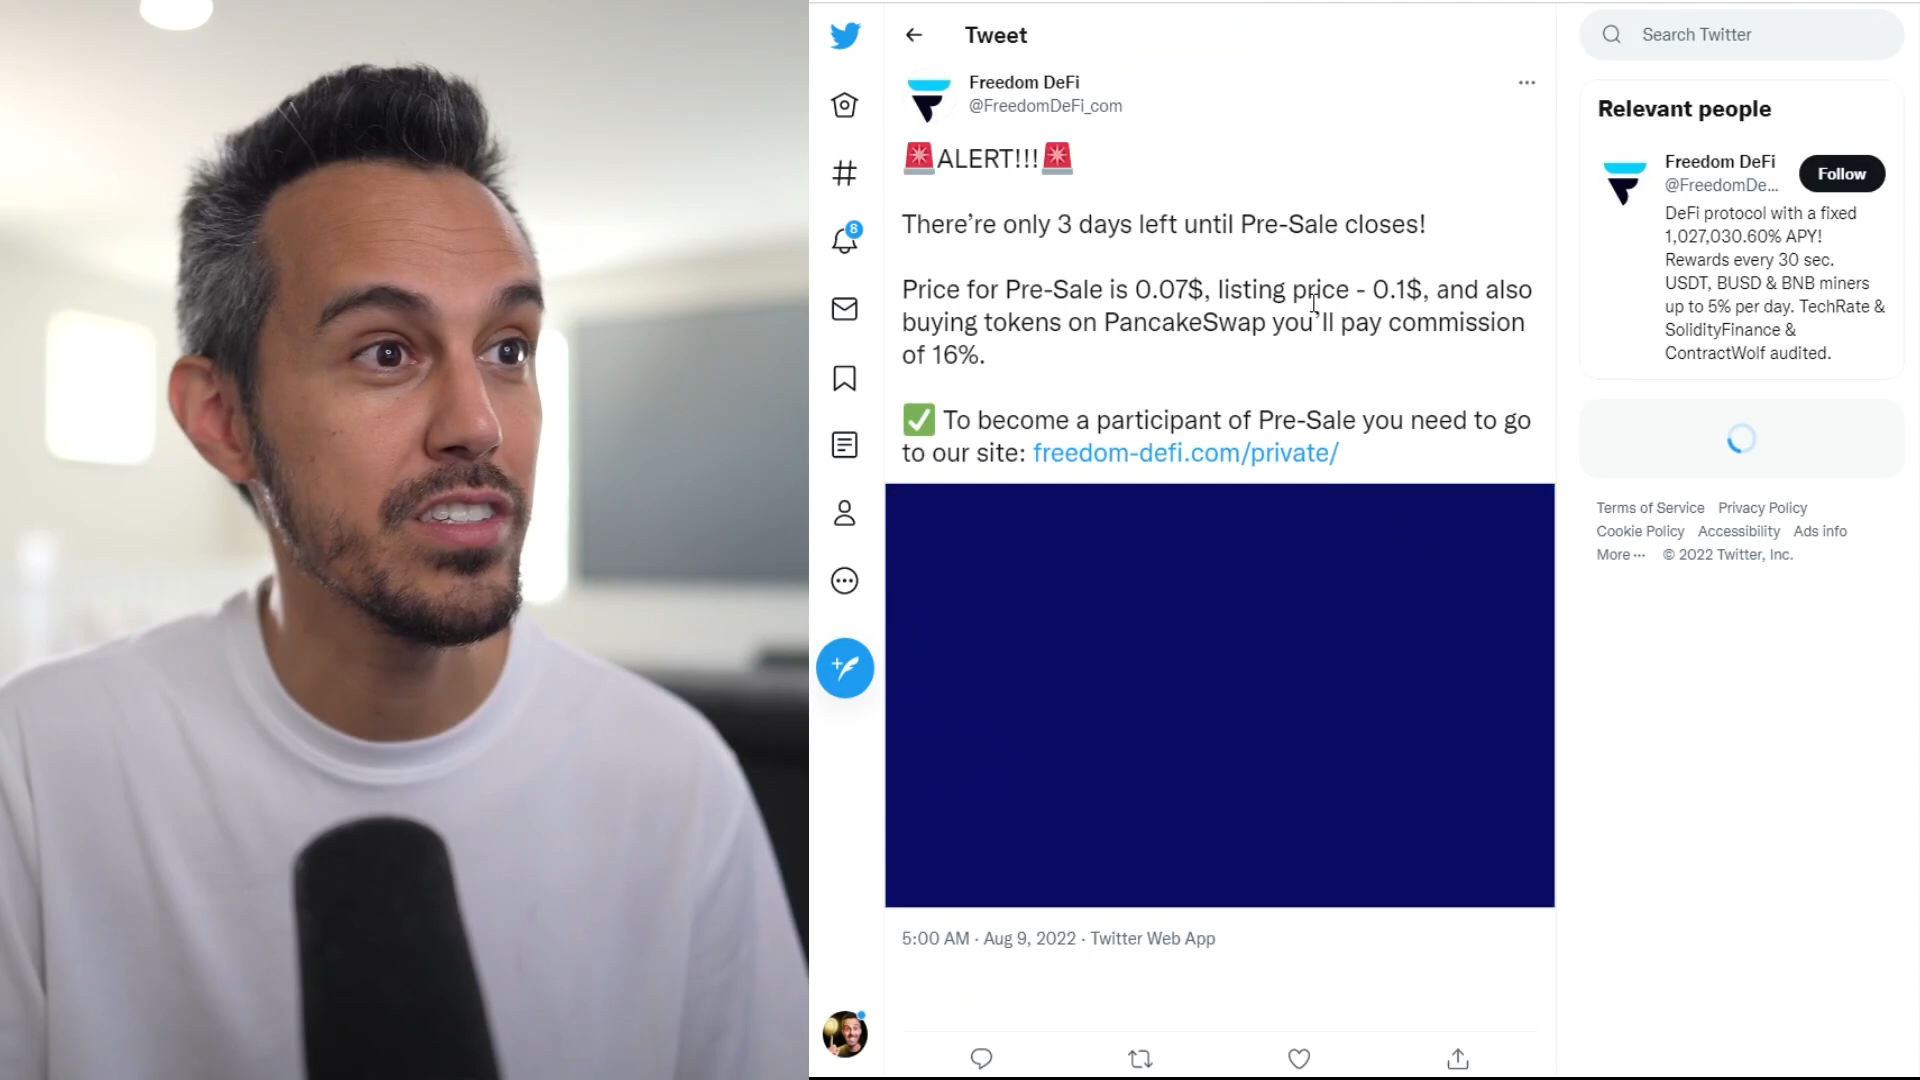 Tweet
Freedom DeFi
@FreedomDeFi_com
🚨ALERT!!!🚨
There’re only 3 days left until Pre-Sale closes!
Price for Pre-Sale is 0.07$, listing price - 0.1$, and also
buying tokens on PancakeSwap you’ll pay commission
of 16%.
✅ To become a participant of Pre-Sale you need to go
to our site: freedom-defi.com/private/
5:00 AM · Aug 9, 2022 · Twitter Web App
8
Search Twitter
Relevant people
Freedom DeFi
@FreedomDe...
Follow
DeFi protocol with a fixed
1,027,030.60% APY!
Rewards every 30 sec.
USDT, BUSD & BNB miners
up to 5% per day. TechRate &
SolidityFinance &
ContractWolf audited.
Terms of Service Privacy Policy
Cookie Policy Accessibility Ads info
More ··· © 2022 Twitter, Inc.